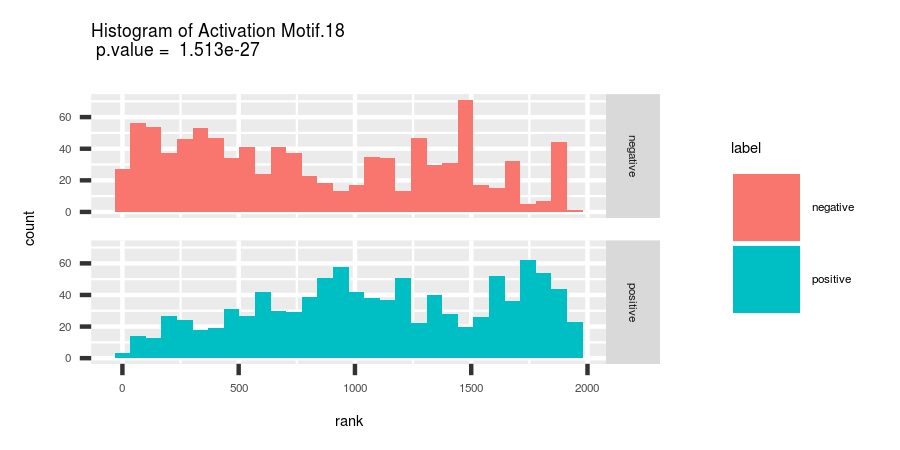 Histogram of Activation Motif.18
p.value = 1.513e-27
count
60
40
20
0
negative
60
40
20
0
positive
0 500 1000 1500 2000
rank
label
negative
positive